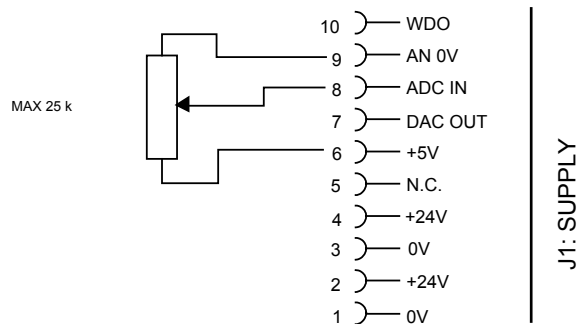 MAX 25 k
10 WDO
9 AN 0V
8 ADC IN
7 DAC OUT
6 +5V
5 N.C.
4 +24V
3 0V
2 +24V
1 0V
J1: SUPPLY